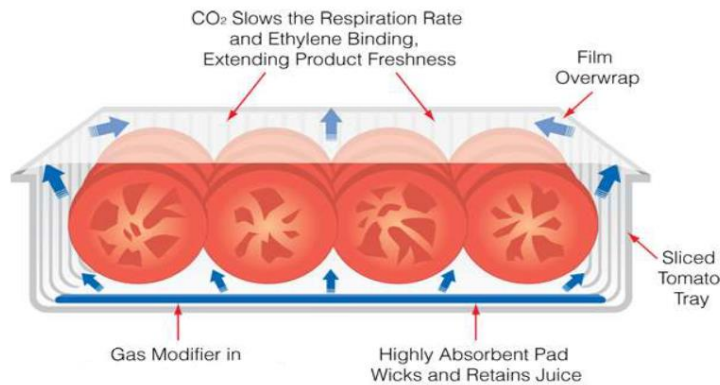 CO₂ Slows the Respiration Rate
and Ethylene Binding,
Extending Product Freshness
Film
Overwrap
Sliced
Tomato
Tray
Gas Modifier in
Highly Absorbent Pad
Wicks and Retains Juice